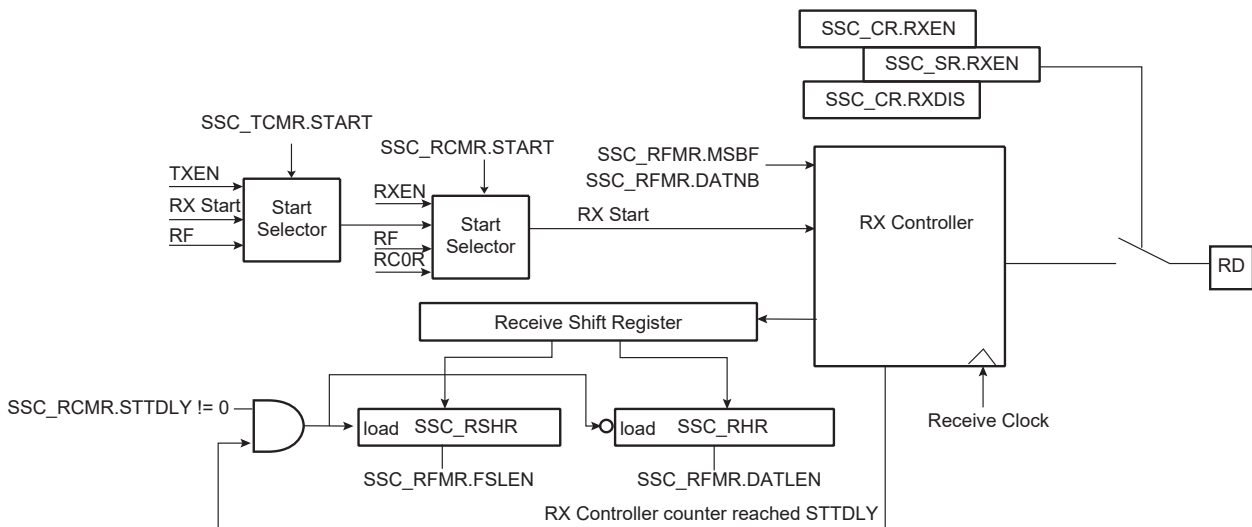 SSC_CR.RXEN
SSC_SR.RXEN
SSC_CR.RXDIS
SSC_TCMR.START
SSC_RCMR.START
SSC_RFMR.MSBF
SSC_RFMR.DATNB
TXEN
RX Start
RF
Start
Selector
RXEN
RF
RC0R
Start
Selector
RX Start
RX Controller
RD
Receive Shift Register
SSC_RCMR.STTDLY != 0
load SSC_RSHR
load SSC_RHR
Receive Clock
SSC_RFMR.FSLEN
SSC_RFMR.DATLEN
RX Controller counter reached STTDLY